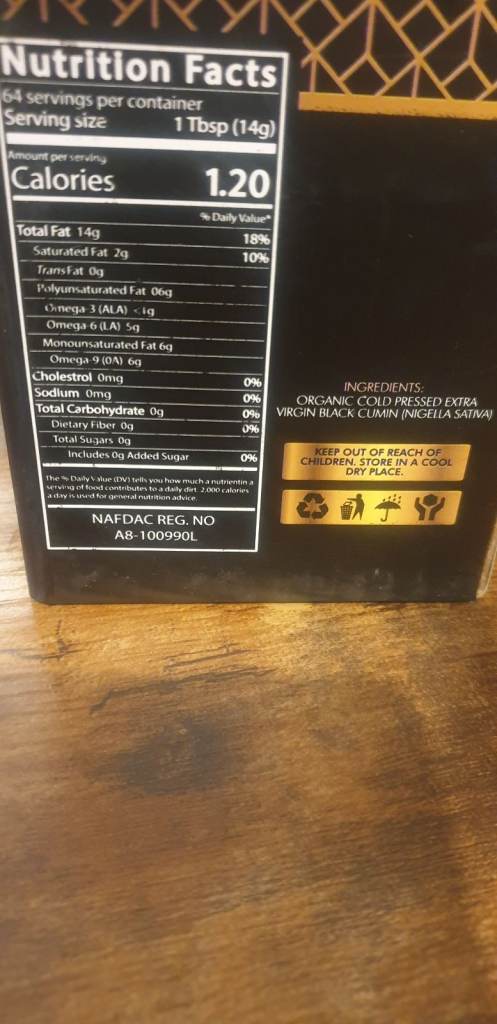 Nutrition Facts
64 servings per container
Serving size 1 Tbsp (14g)
Amount per serving
Calories 1.20
% Daily Value*
Total Fat 14g 18%
Saturated Fat 2g 10%
Trans Fat 0g
Polyunsaturated Fat 06g
Omega-3 (ALA) <1g
Omega-6 (LA) 5g
Monounsaturated Fat 6g
Omega-9 (OA) 6g
Cholestrol 0mg 0%
Sodlum 0mg 0%
Total Carbohydrate 0g 0%
Dietary Fiber 0g 0%
Total Sugars 0g
Includes 0g Added Sugar 0%
The % Daily Value (DV) tells you how much a nutrientin a
serving of food contributes to a daily dirt. 2.000 calories
a day is used for general nutrition advice.
NAFDAC REG. NO
A8-100990L
INGREDIENTS:
ORGANIC COLD PRESSED EXTRA
VIRGIN BLACK CUMIN (NIGELLA SATIVA)
KEEP OUT OF REACH OF
CHILDREN. STORE IN A COOL
DRY PLACE.